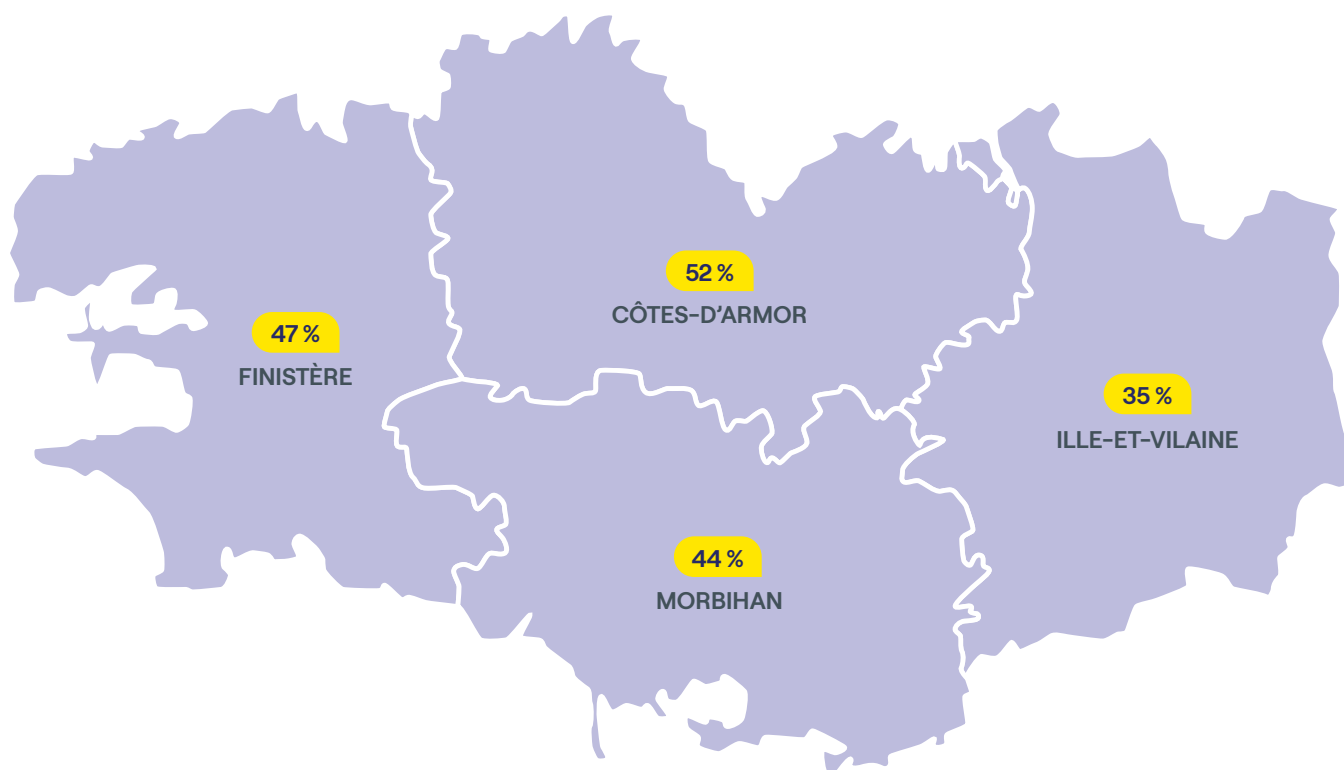 52 %
CÔTES-D’ARMOR
47 %
FINISTÈRE
35 %
ILLE-ET-VILAINE
44 %
MORBIHAN